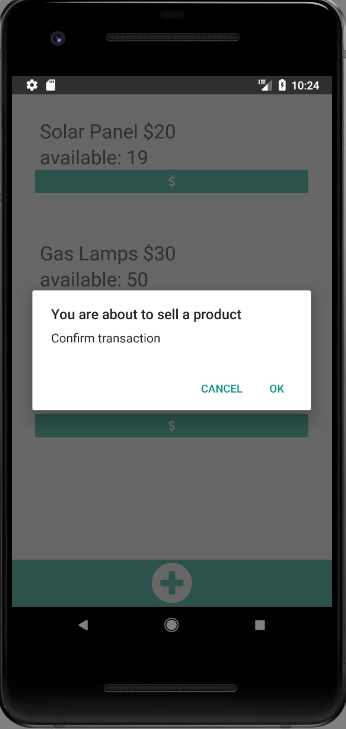 10:24
Solar Panel $20
available: 19
$
Gas Lamps $30
available: 50
You are about to sell a product
Confirm transaction
CANCEL OK
$